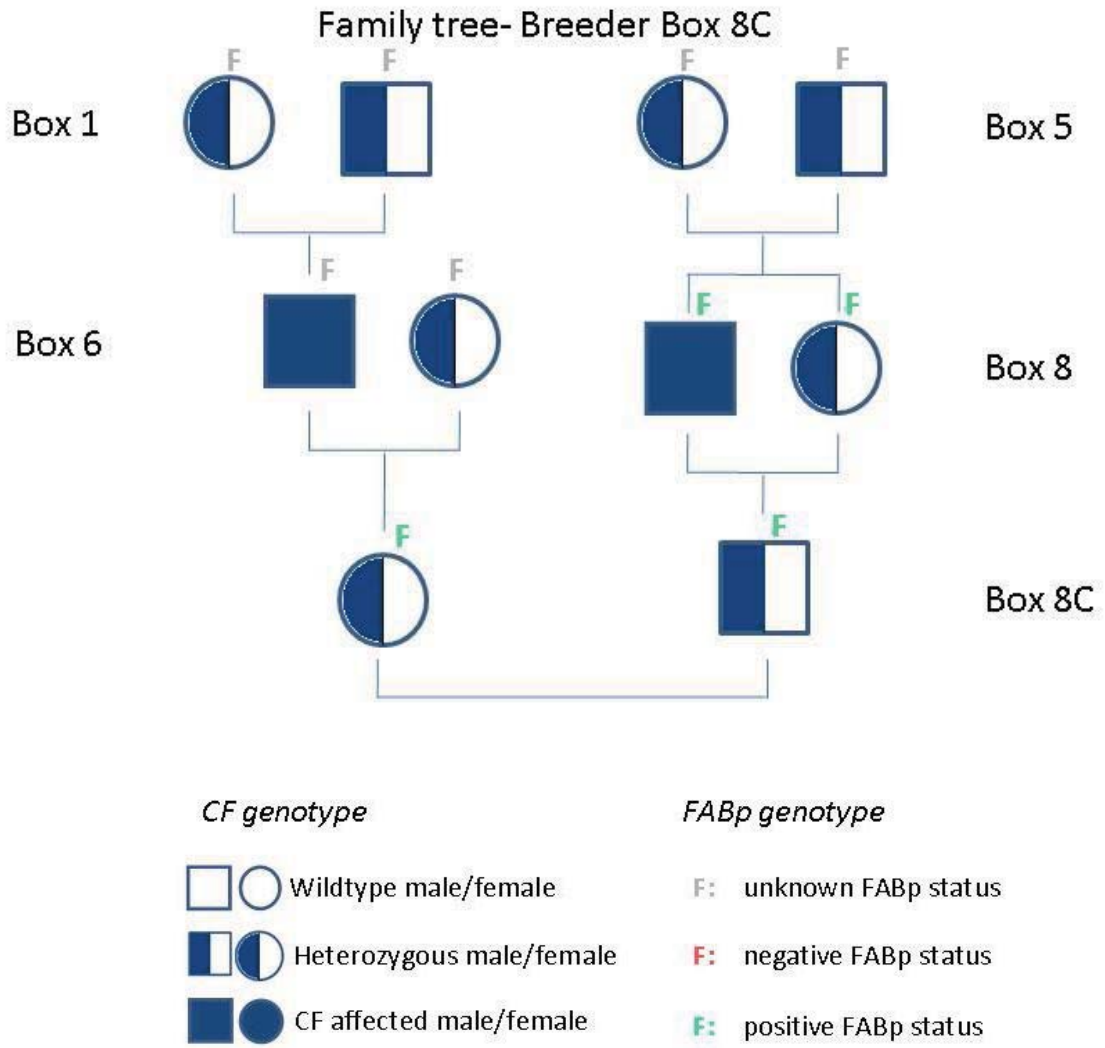 Family tree- Breeder Box 8C
F F F F
Box 1 Box 5
F F
F F
Box 6 Box 8
F F
Box 8C
CF genotype FABp genotype
Wildtype male/female F: unknown FABp status
Heterozygous male/female F: negative FABp status
CF affected male/female F: positive FABp status